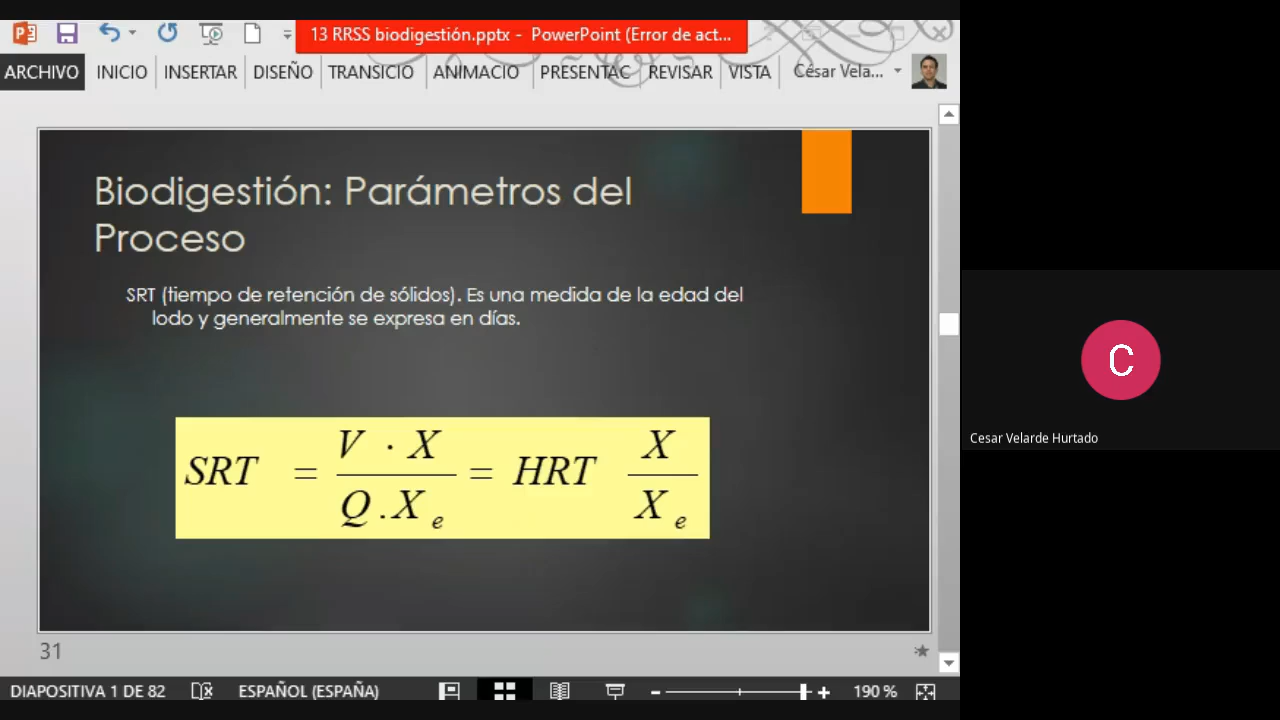 13 RRSS biodigestión.pptx - PowerPoint (Error de act...
ARCHIVO INICIO INSERTAR DISEÑO TRANSICIO ANIMACIO PRESENTAC REVISAR VISTA César Vela...
Biodigestión: Parámetros del
Proceso
SRT (tiempo de retención de sólidos). Es una medida de la edad del
lodo y generalmente se expresa en días.
SRT = V · X / Q . X e = HRT X / X e
31
C
Cesar Velarde Hurtado
DIAPOSITIVA 1 DE 82 ESPAÑOL (ESPAÑA) 190 %